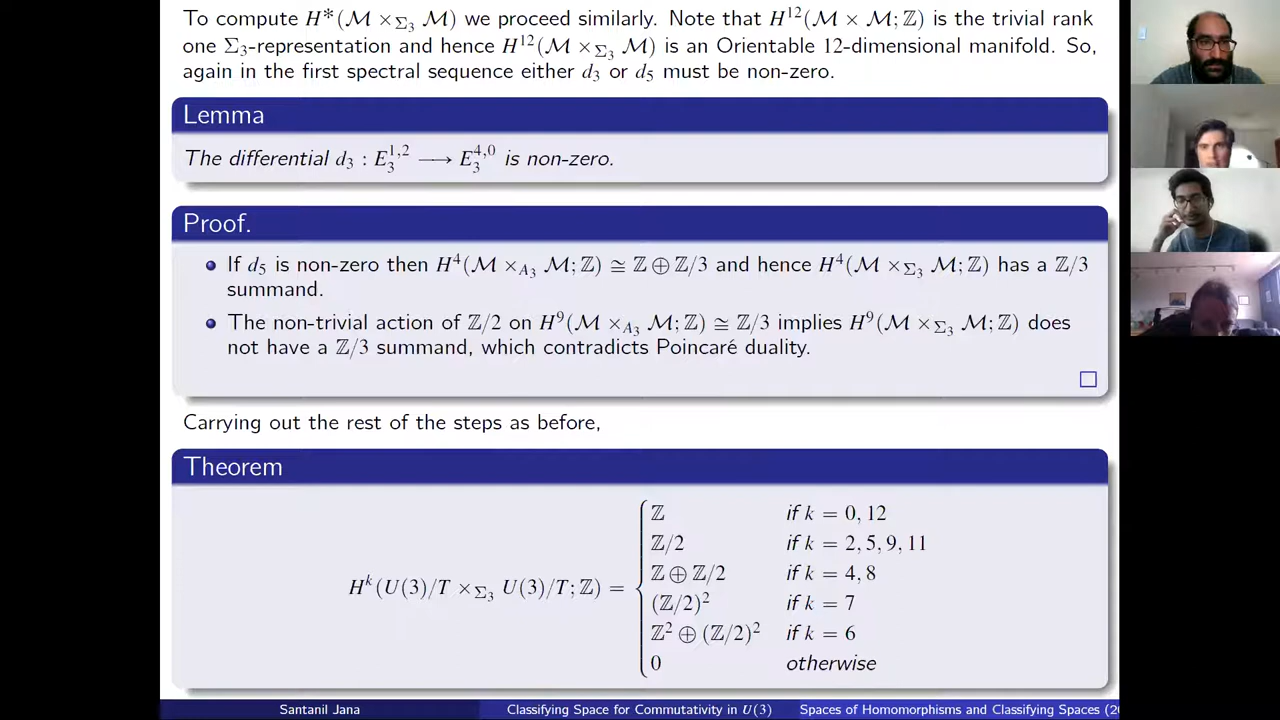 To compute H*(ℳ ×_{Σ₃} ℳ) we proceed similarly. Note that H¹²(ℳ × ℳ; ℤ) is the trivial rank
one Σ₃-representation and hence H¹²(ℳ ×_{Σ₃} ℳ) is an Orientable 12-dimensional manifold. So,
again in the first spectral sequence either d₃ or d₅ must be non-zero.
Lemma
The differential d₃ : E₃^{1,2} ⟶ E₃^{4,0} is non-zero.
Proof.
If d₅ is non-zero then H⁴(ℳ ×_{A₃} ℳ; ℤ) ≅ ℤ ⊕ ℤ/3 and hence H⁴(ℳ ×_{Σ₃} ℳ; ℤ) has a ℤ/3
summand.
The non-trivial action of ℤ/2 on H⁹(ℳ ×_{A₃} ℳ; ℤ) ≅ ℤ/3 implies H⁹(ℳ ×_{Σ₃} ℳ; ℤ) does
not have a ℤ/3 summand, which contradicts Poincaré duality.
□
Carrying out the rest of the steps as before,
Theorem
ℤ if k = 0, 12
ℤ/2 if k = 2, 5, 9, 11
ℤ ⊕ ℤ/2 if k = 4, 8
H^k(U(3)/T ×_{Σ₃} U(3)/T; ℤ) = { (ℤ/2)² if k = 7
ℤ² ⊕ (ℤ/2)² if k = 6
0 otherwise
Santanil Jana Classifying Space for Commutativity in U(3) Spaces of Homomorphisms and Classifying Spaces (20